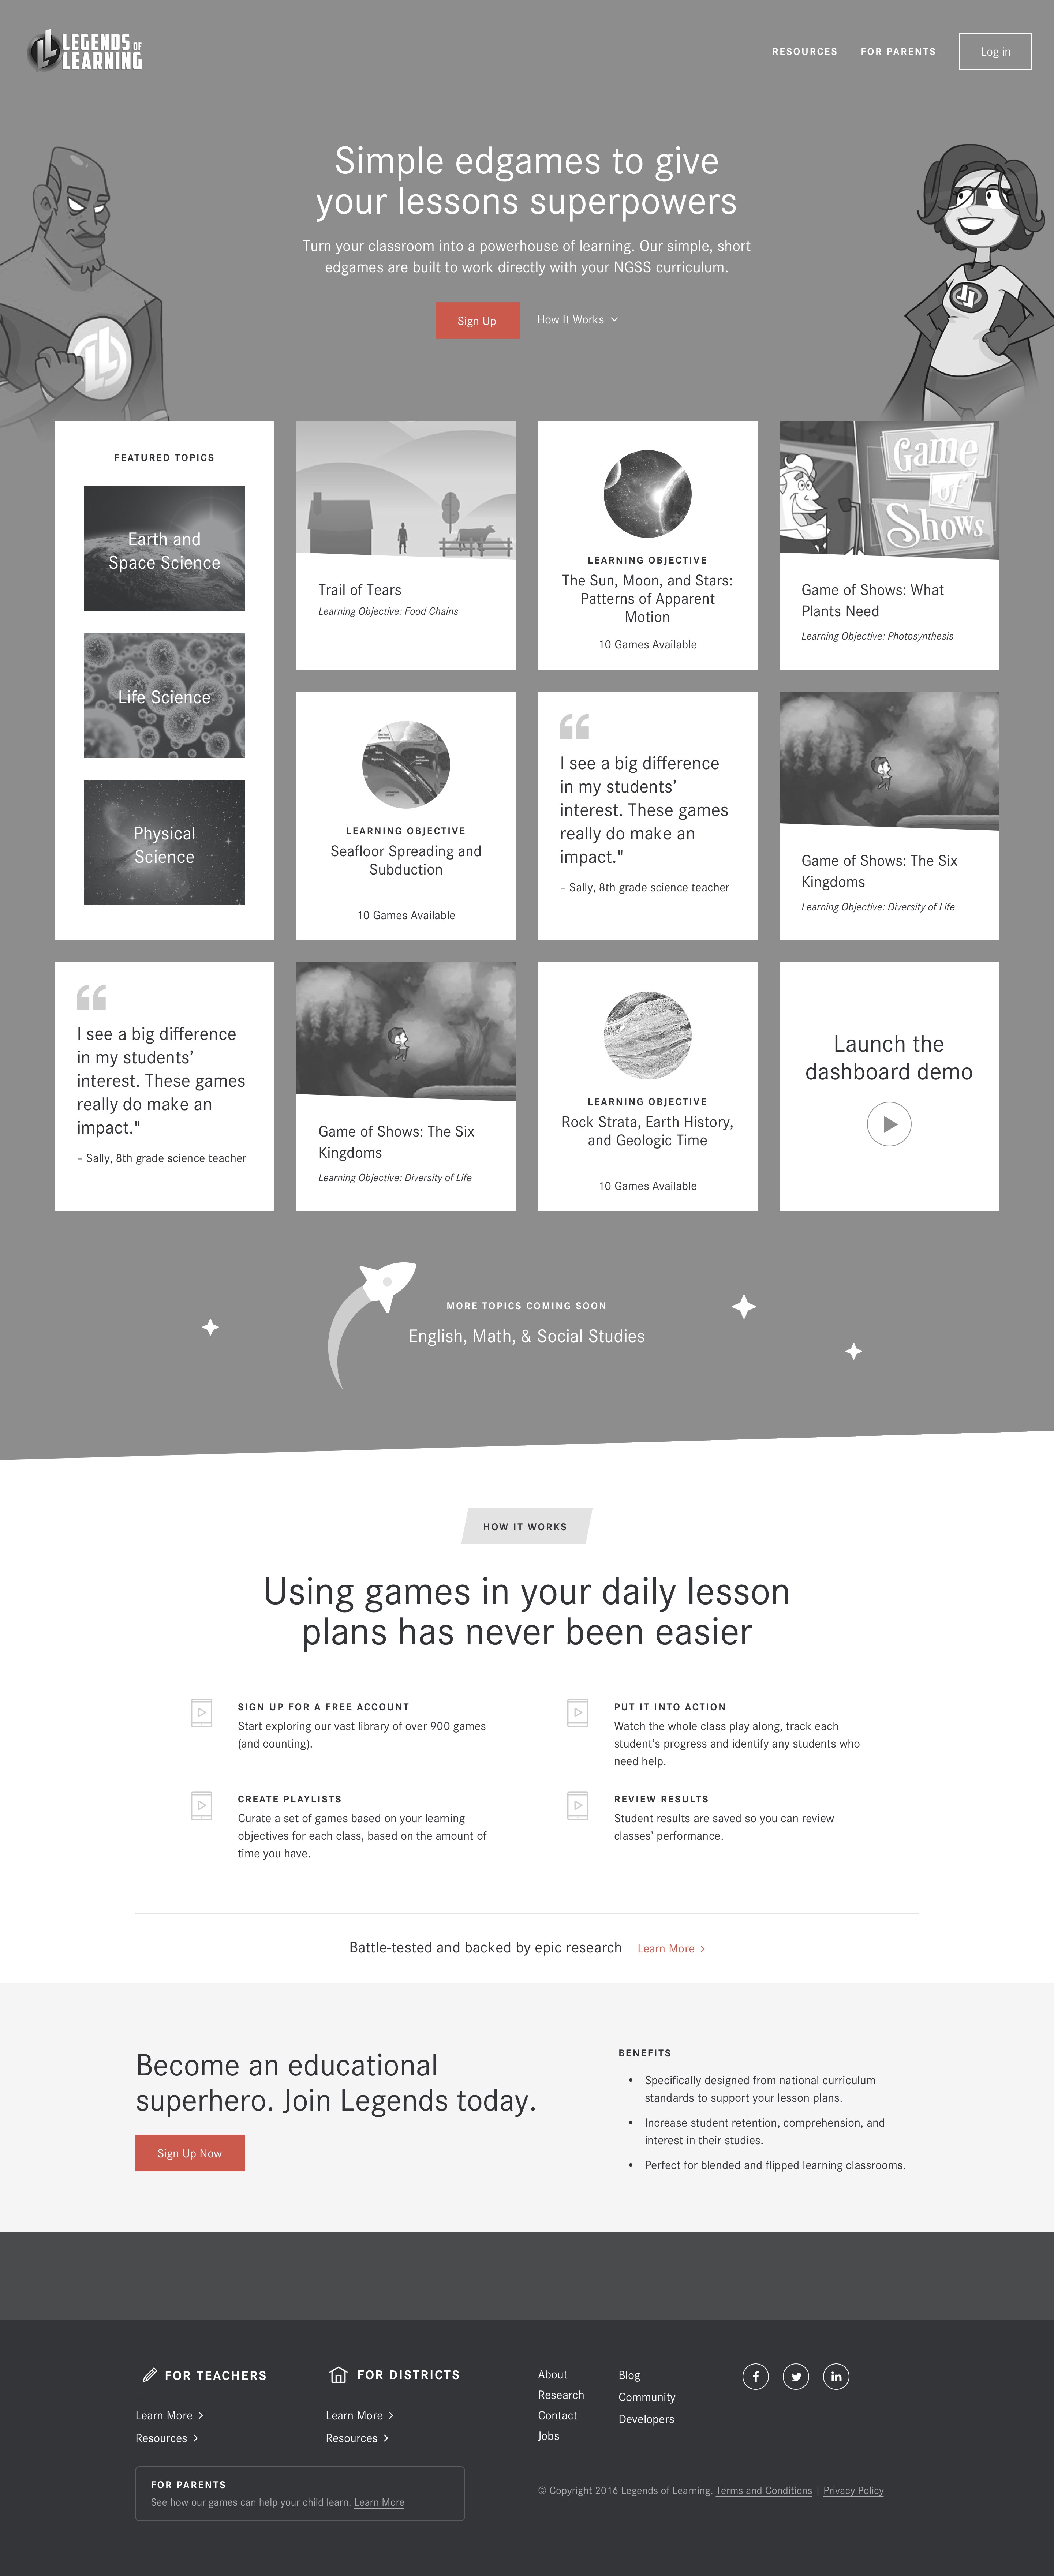 LEGENDS OF
LEARNING
RESOURCES
FOR PARENTS
Log in
Simple edgames to give
your lessons superpowers
Turn your classroom into a powerhouse of learning. Our simple, short
edgames are built to work directly with your NGSS curriculum.
Sign Up
How It Works
FEATURED TOPICS
Earth and
Space Science
Life Science
Physical
Science
Trail of Tears
Learning Objective: Food Chains
LEARNING OBJECTIVE
The Sun, Moon, and Stars:
Patterns of Apparent
Motion
10 Games Available
Game
of
Shows
Game of Shows: What
Plants Need
Learning Objective: Photosynthesis
LEARNING OBJECTIVE
Seafloor Spreading and
Subduction
10 Games Available
I see a big difference
in my students’
interest. These games
really do make an
impact."
– Sally, 8th grade science teacher
Game of Shows: The Six
Kingdoms
Learning Objective: Diversity of Life
I see a big difference
in my students’
interest. These games
really do make an
impact."
– Sally, 8th grade science teacher
Game of Shows: The Six
Kingdoms
Learning Objective: Diversity of Life
LEARNING OBJECTIVE
Rock Strata, Earth History,
and Geologic Time
10 Games Available
Launch the
dashboard demo
MORE TOPICS COMING SOON
English, Math, & Social Studies
HOW IT WORKS
Using games in your daily lesson
plans has never been easier
SIGN UP FOR A FREE ACCOUNT
Start exploring our vast library of over 900 games
(and counting).
PUT IT INTO ACTION
Watch the whole class play along, track each
student’s progress and identify any students who
need help.
CREATE PLAYLISTS
Curate a set of games based on your learning
objectives for each class, based on the amount of
time you have.
REVIEW RESULTS
Student results are saved so you can review
classes’ performance.
Battle-tested and backed by epic research
Learn More
Become an educational
superhero. Join Legends today.
Sign Up Now
BENEFITS
• Specifically designed from national curriculum
standards to support your lesson plans.
• Increase student retention, comprehension, and
interest in their studies.
• Perfect for blended and flipped learning classrooms.
FOR TEACHERS
Learn More
Resources
FOR DISTRICTS
Learn More
Resources
FOR PARENTS
See how our games can help your child learn. Learn More
About
Research
Contact
Jobs
Blog
Community
Developers
© Copyright 2016 Legends of Learning. Terms and Conditions | Privacy Policy